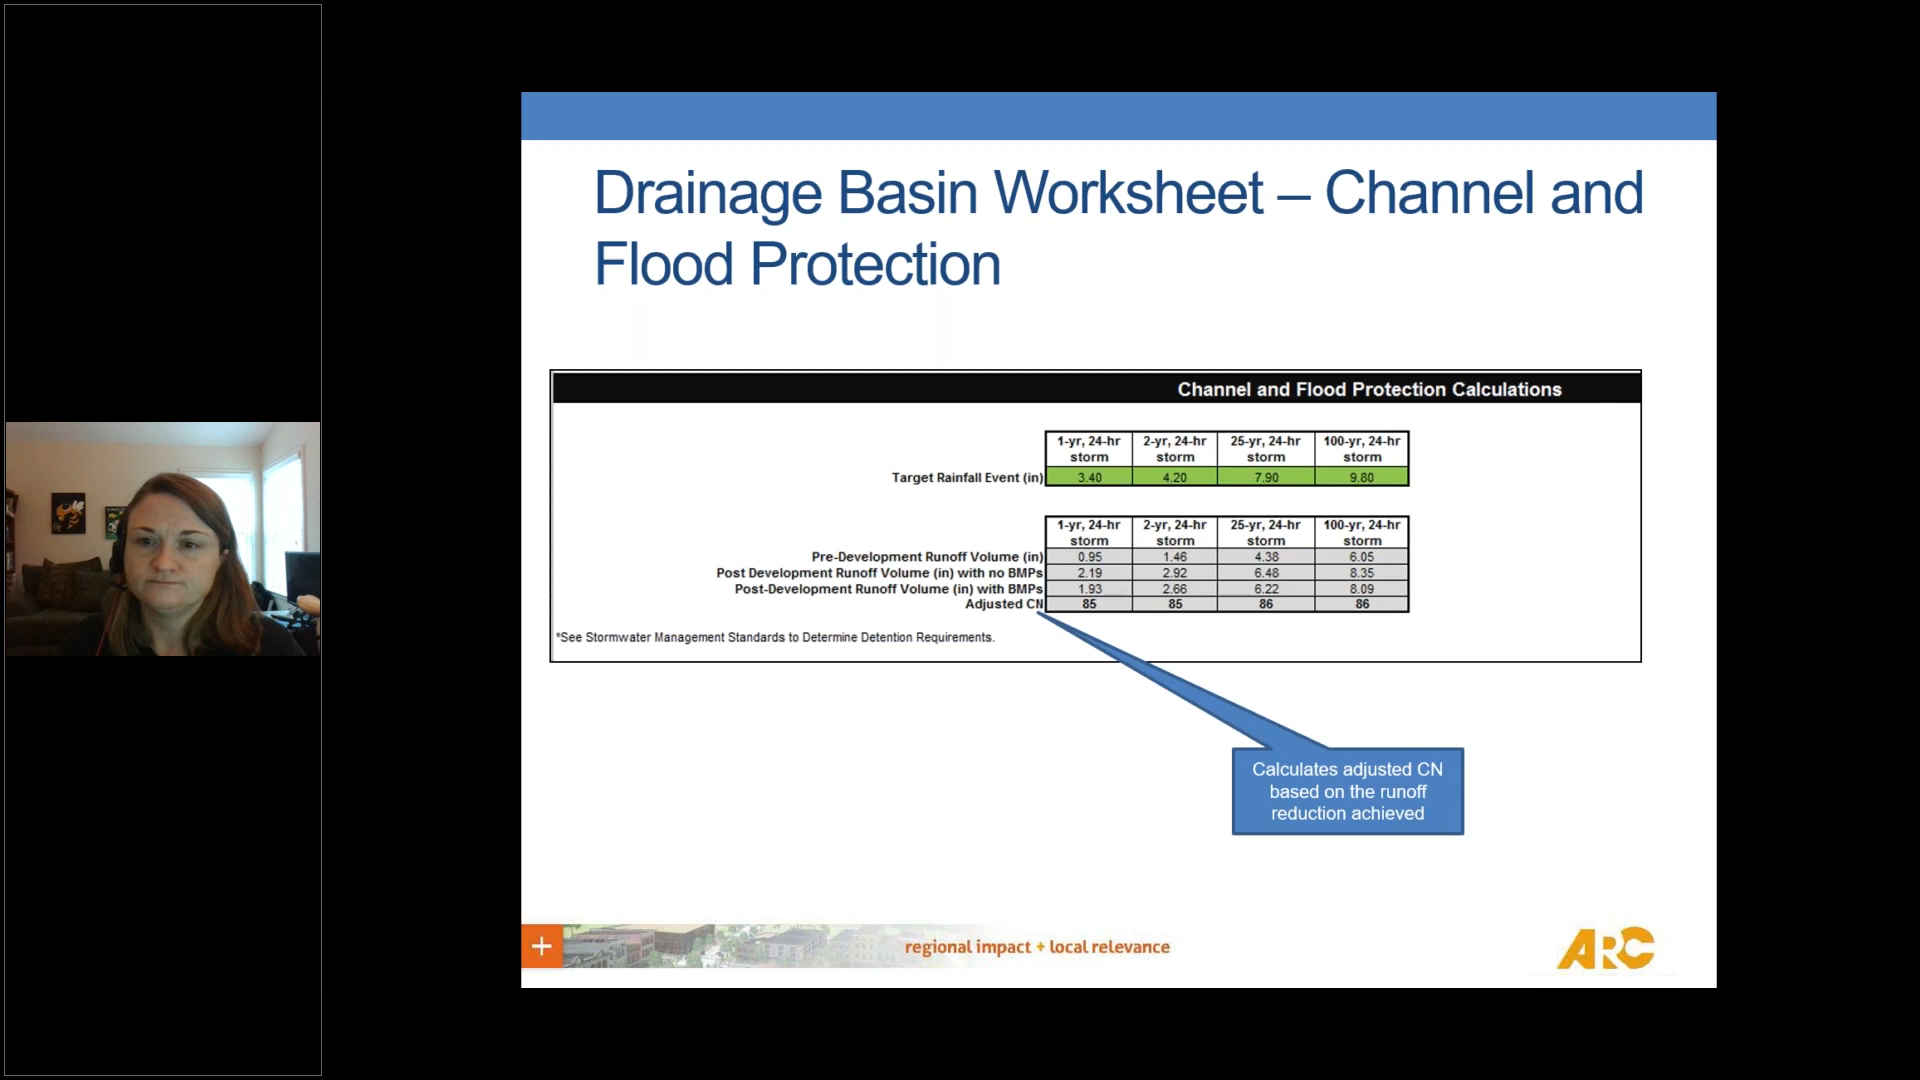 Drainage Basin Worksheet – Channel and
Flood Protection
Channel and Flood Protection Calculations
1-yr, 24-hr storm 2-yr, 24-hr storm 25-yr, 24-hr storm 100-yr, 24-hr storm
Target Rainfall Event (in) 3.40 4.20 7.90 9.80
1-yr, 24-hr storm 2-yr, 24-hr storm 25-yr, 24-hr storm 100-yr, 24-hr storm
Pre-Development Runoff Volume (in) 0.95 1.46 4.38 6.05
Post Development Runoff Volume (in) with no BMPs 2.19 2.92 6.48 8.35
Post-Development Runoff Volume (in) with BMPs 1.93 2.66 6.22 8.09
Adjusted CN 85 85 86 86
*See Stormwater Management Standards to Determine Detention Requirements.
Calculates adjusted CN
based on the runoff
reduction achieved
regional impact + local relevance
ARC